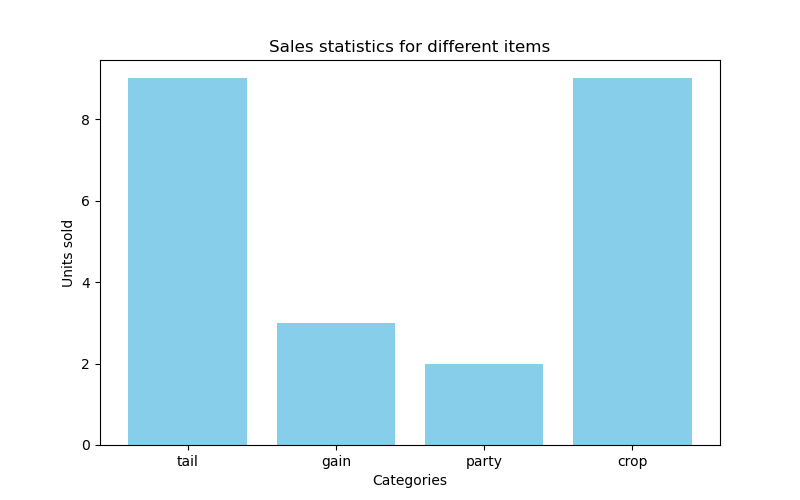 Sales statistics for different items
Units sold
8
6
4
2
0
tail gain party crop
Categories